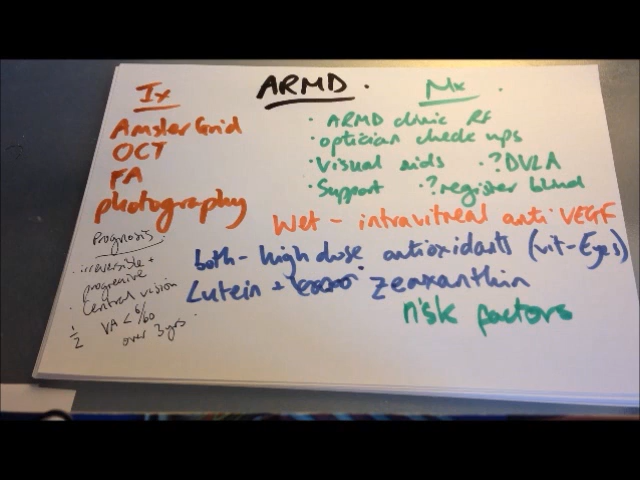 ARMD.
Ix
Amsler Grid
OCT
FA
photography
Mx.
· ARMD clinic Rf
· optician check ups
· Visual aids · ?DVLA
· Support · ?register blind
Wet - intravitreal anti VEGF
both - high dose antioxidants (vit-Eyes)
Lutein + zeaxanthin
risk factors
Prognosis
· irreversible +
progressive
· Central vision
1/2 VA < 6/60
over 3yrs.